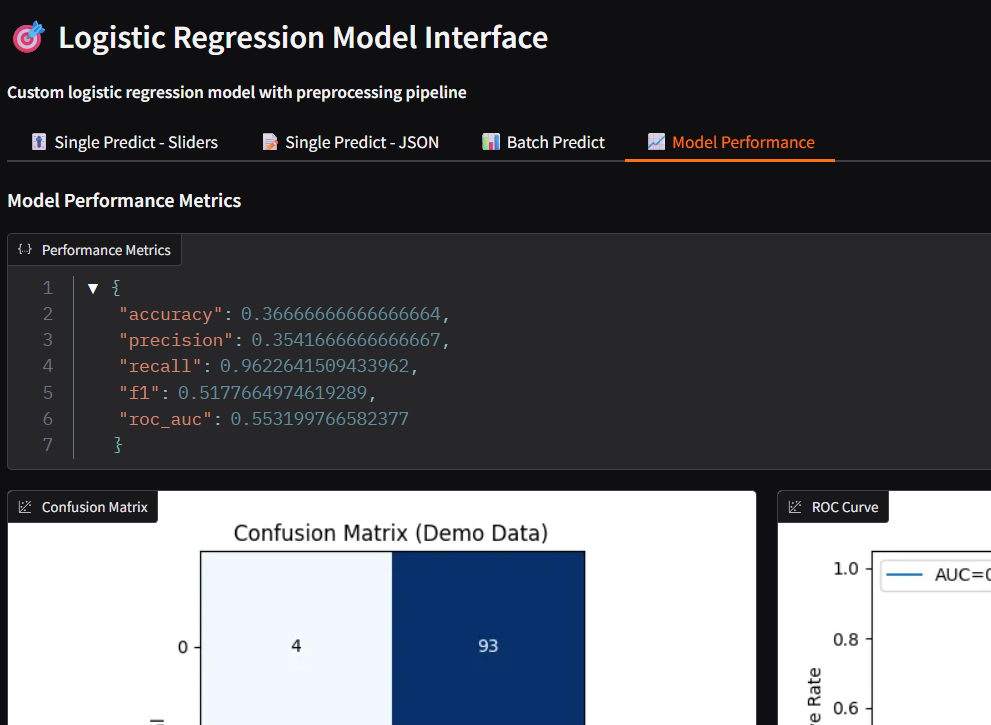 🎯 Logistic Regression Model Interface
Custom logistic regression model with preprocessing pipeline
Single Predict - Sliders
Single Predict - JSON
Batch Predict
Model Performance
Model Performance Metrics
Performance Metrics
1 ▼ {
2 "accuracy": 0.36666666666666664,
3 "precision": 0.3541666666666667,
4 "recall": 0.9622641509433962,
5 "f1": 0.5177664974619289,
6 "roc_auc": 0.553199766582377
7 }
Confusion Matrix
ROC Curve
Confusion Matrix (Demo Data)
0
4
93
1.0
AUC=0
0.8
0.6
Rate